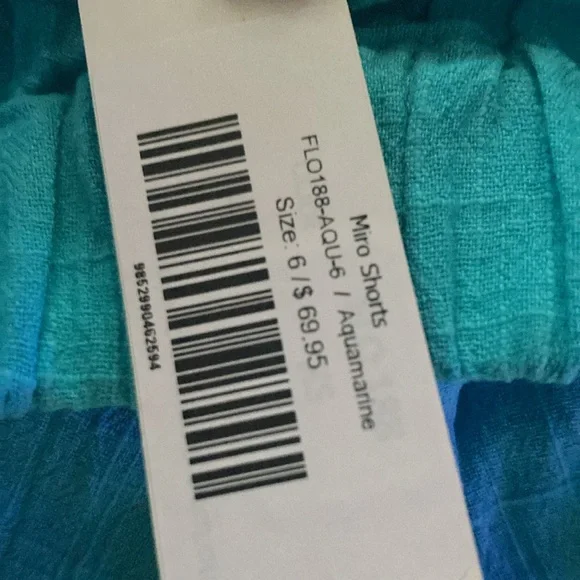 Miro Shorts
FLO188-AQU-6 / Aquamarine
Size: 6 / $ 69.95
9852990462594